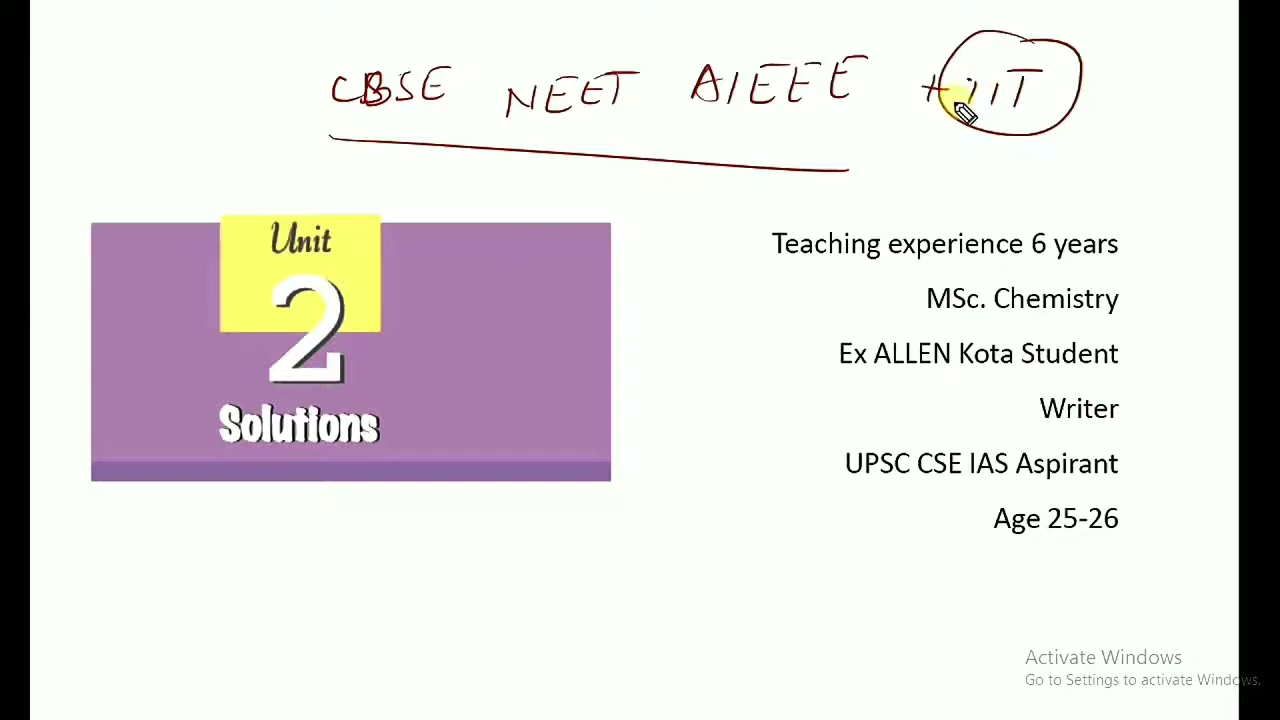 CBSE NEET AIEEE + IIT
Unit
2
Solutions
Teaching experience 6 years
MSc. Chemistry
Ex ALLEN Kota Student
Writer
UPSC CSE IAS Aspirant
Age 25-26
Activate Windows
Go to Settings to activate Windows.